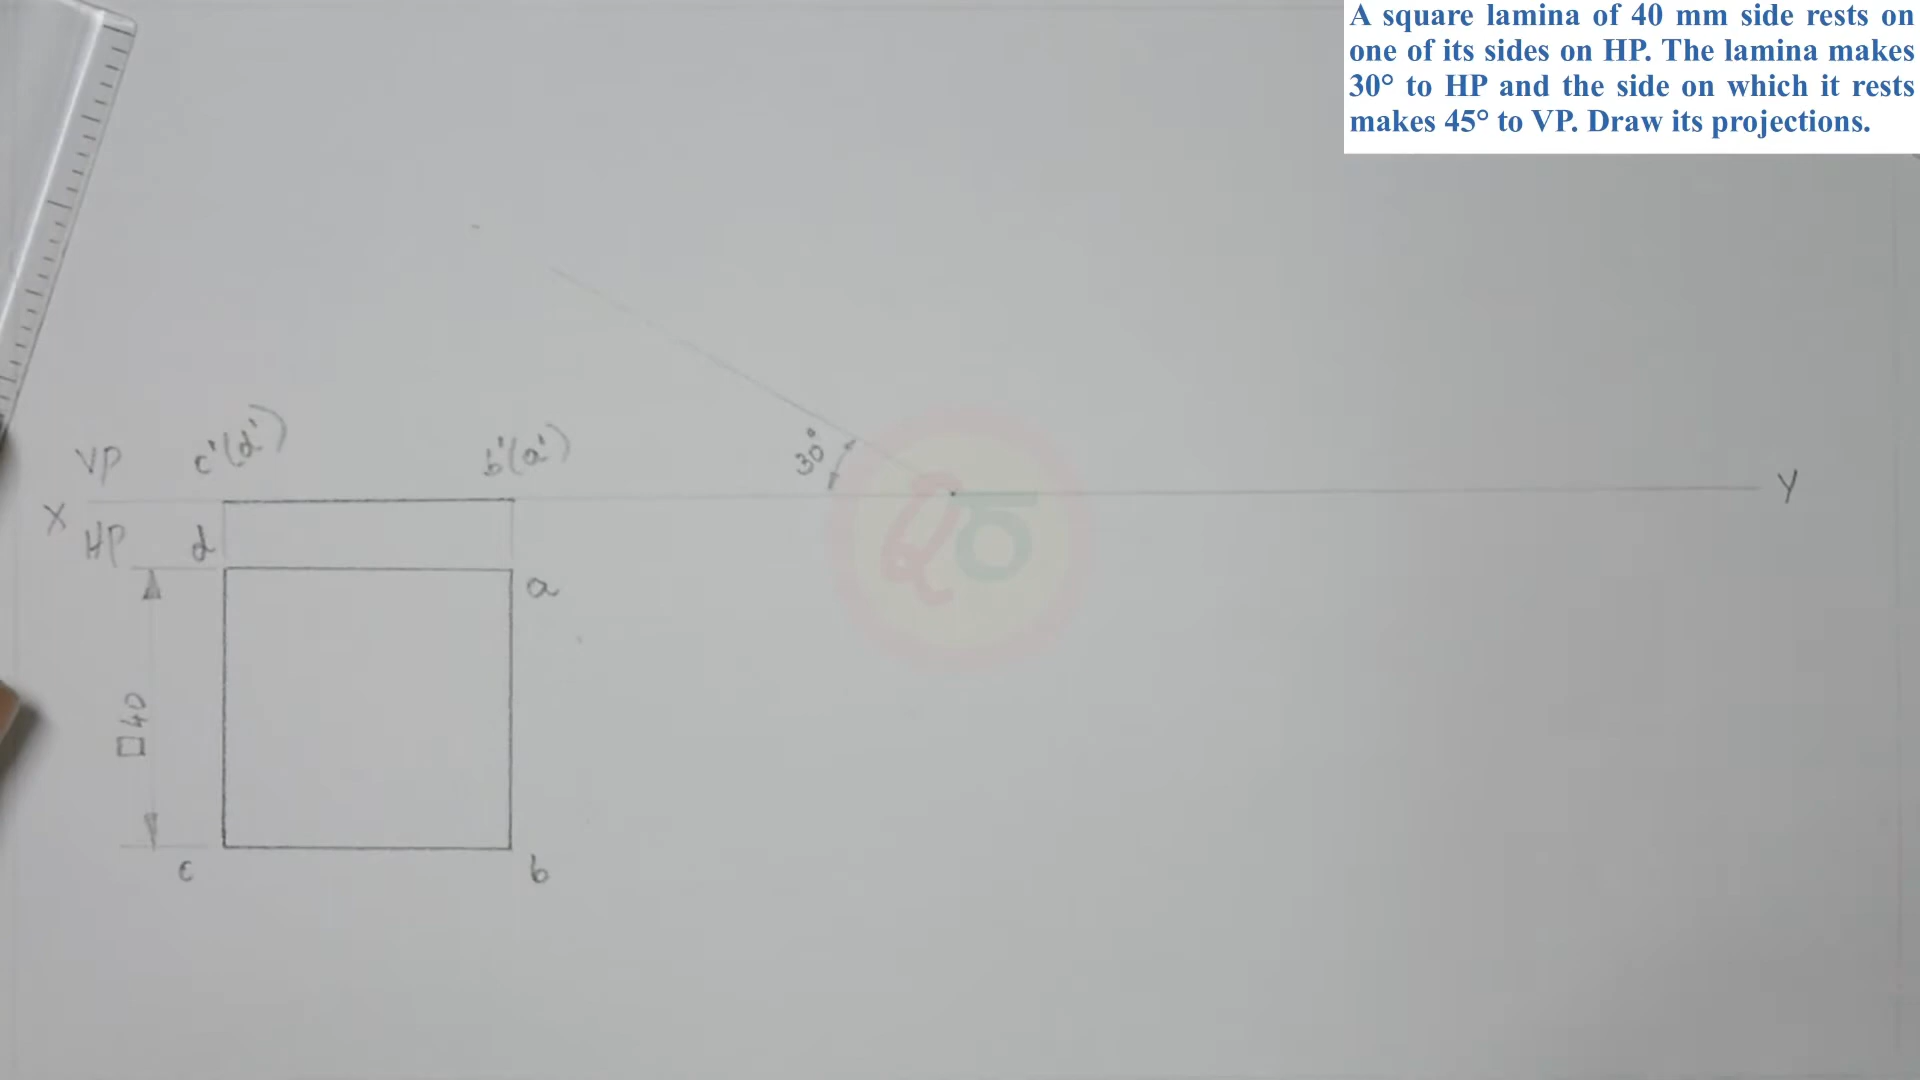 A square lamina of 40 mm side rests on
one of its sides on HP. The lamina makes
30° to HP and the side on which it rests
makes 45° to VP. Draw its projections.
VP
c'(d')
b'(a')
30°
X
Y
HP
d
a
□40
c
b